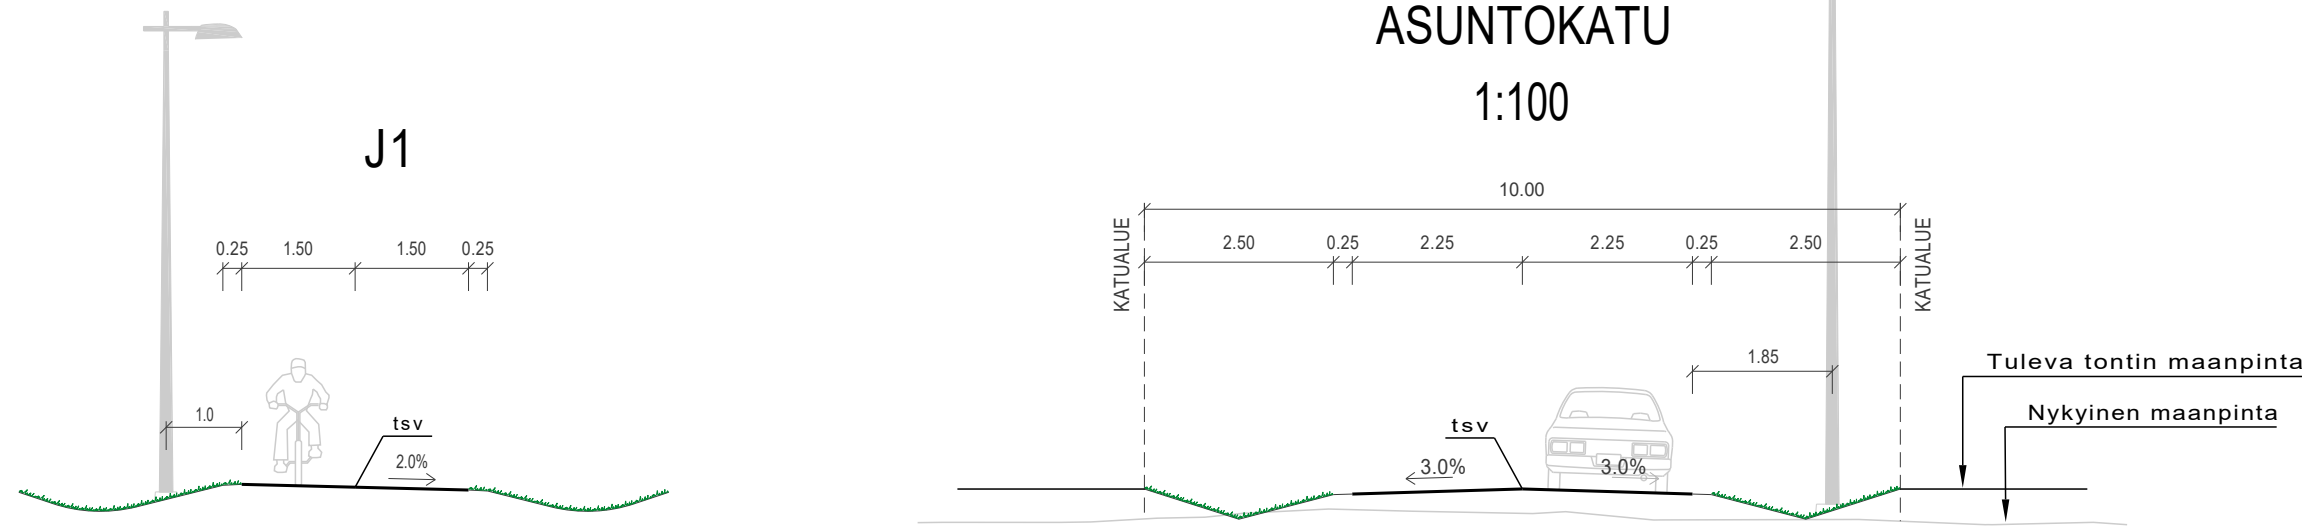 J1
0.25 1.50 1.50 0.25
1.0
tsv
2.0%
ASUNTOKATU
1:100
10.00
KATUALUE
2.50 0.25 2.25 2.25 0.25 2.50
KATUALUE
1.85
tsv
3.0% 3.0%
Tuleva tontin maanpinta
Nykyinen maanpinta